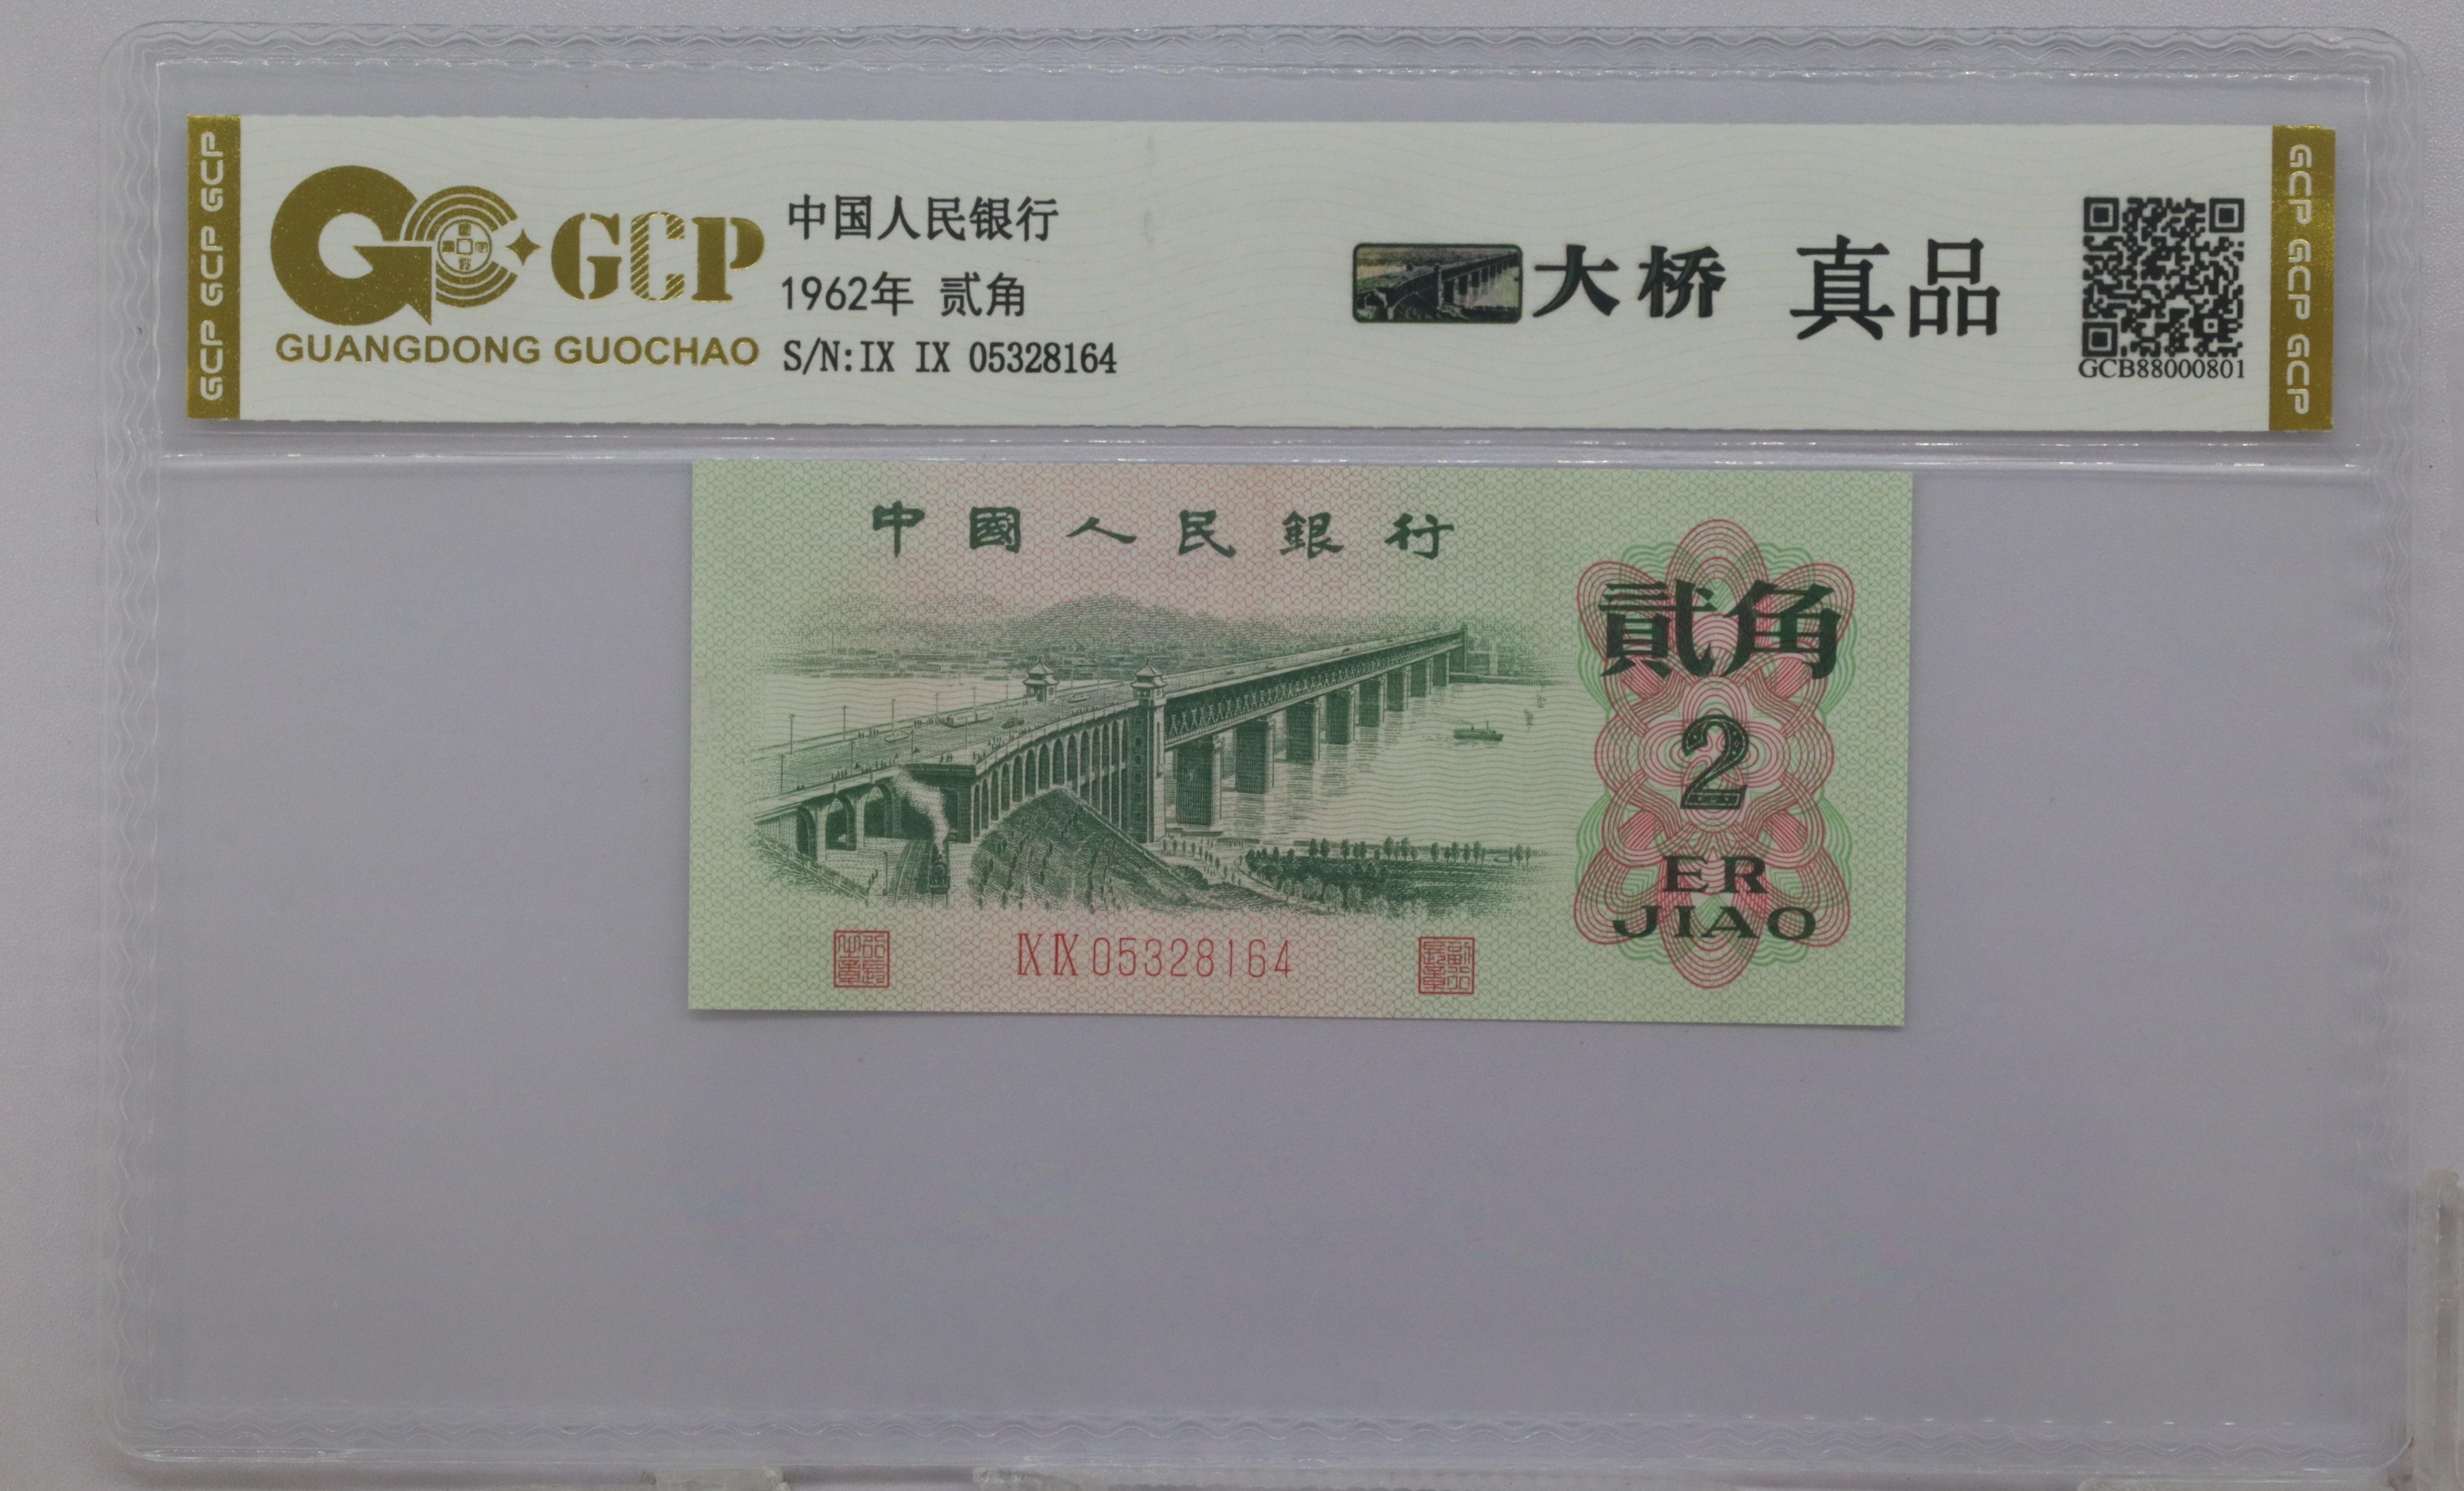 GCP GCP GCP
GCP
GUANGDONG GUOCHAO
中国人民银行
1962年 贰角
S/N:IX IX 05328164
大桥 真品
GCB88000801
GCP GCP GCP
中國人民銀行
貳角
2
ER
JIAO
IX IX 05328164